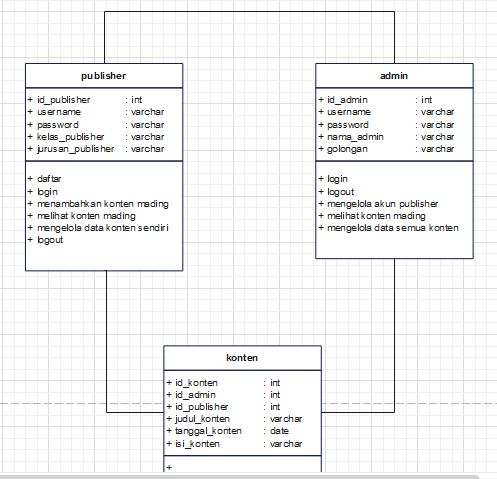 publisher
+ id_publisher : int
+ username : varchar
+ password : varchar
+ kelas_publisher : varchar
+ jurusan_publisher : varchar
+ daftar
+ login
+ menambahkan konten mading
+ melihat konten mading
+ mengelola data konten sendiri
+ logout
admin
+ id_admin : int
+ username : varchar
+ password : varchar
+ nama_admin : varchar
+ golongan : varchar
+ login
+ logout
+ mengelola akun publisher
+ melihat konten mading
+ mengelola data semua konten
konten
+ id_konten : int
+ id_admin : int
+ id_publisher : int
+ judul_konten : varchar
+ tanggal_konten : date
+ isi_konten : varchar
+